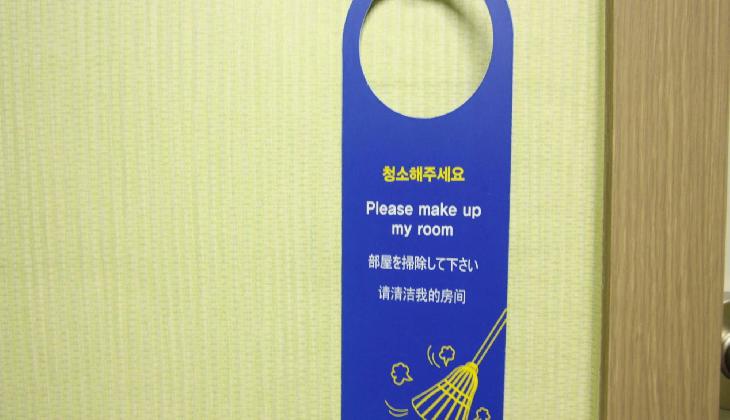 청소해주세요
Please make up
my room
部屋を掃除して下さい
请清洁我的房间